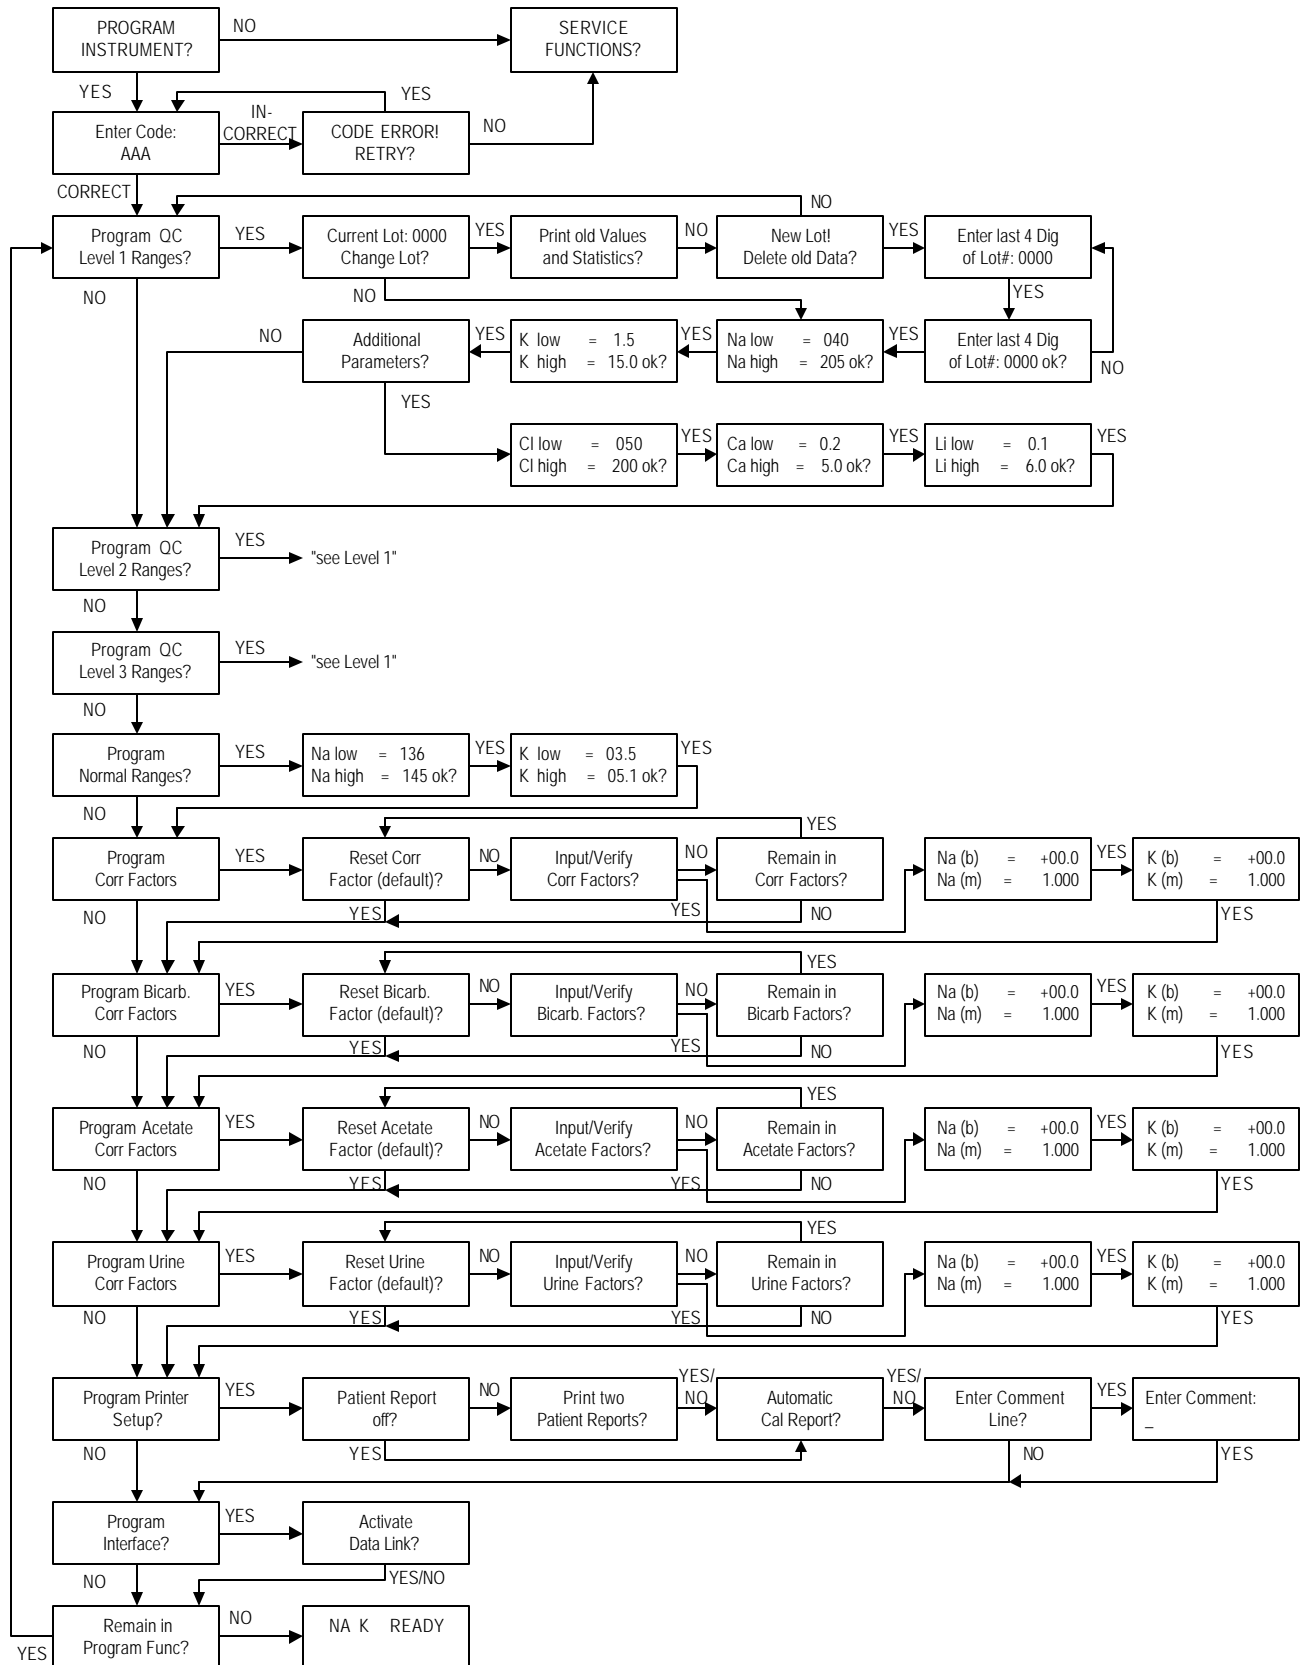 PROGRAM
INSTRUMENT?
NO
SERVICE
FUNCTIONS?
YES
YES
Enter Code:
AAA
IN-
CORRECT
CODE ERROR!
RETRY?
NO
CORRECT
NO
Program QC
Level 1 Ranges?
YES
Current Lot: 0000
Change Lot?
YES
Print old Values
and Statistics?
NO
New Lot!
Delete old Data?
YES
Enter last 4 Dig
of Lot#: 0000
NO
NO
YES
NO
Additional
Parameters?
YES
K low = 1.5
K high = 15.0 ok?
YES
Na low = 040
Na high = 205 ok?
YES
Enter last 4 Dig
of Lot#: 0000 ok?
NO
YES
Cl low = 050
Cl high = 200 ok?
YES
Ca low = 0.2
Ca high = 5.0 ok?
YES
Li low = 0.1
Li high = 6.0 ok?
YES
Program QC
Level 2 Ranges?
YES
"see Level 1"
NO
Program QC
Level 3 Ranges?
YES
"see Level 1"
NO
Program
Normal Ranges?
YES
Na low = 136
Na high = 145 ok?
YES
K low = 03.5
K high = 05.1 ok?
YES
NO
YES
Program
Corr Factors
YES
Reset Corr
Factor (default)?
NO
Input/Verify
Corr Factors?
NO
Remain in
Corr Factors?
Na (b) = +00.0
Na (m) = 1.000
YES
K (b) = +00.0
K (m) = 1.000
NO
YES
YES
NO
YES
YES
Program Bicarb.
Corr Factors
YES
Reset Bicarb.
Factor (default)?
NO
Input/Verify
Bicarb. Factors?
NO
Remain in
Bicarb Factors?
Na (b) = +00.0
Na (m) = 1.000
YES
K (b) = +00.0
K (m) = 1.000
NO
YES
YES
NO
YES
YES
Program Acetate
Corr Factors
YES
Reset Acetate
Factor (default)?
NO
Input/Verify
Acetate Factors?
NO
Remain in
Acetate Factors?
Na (b) = +00.0
Na (m) = 1.000
YES
K (b) = +00.0
K (m) = 1.000
NO
YES
YES
NO
YES
YES
Program Urine
Corr Factors
YES
Reset Urine
Factor (default)?
NO
Input/Verify
Urine Factors?
NO
Remain in
Urine Factors?
Na (b) = +00.0
Na (m) = 1.000
YES
K (b) = +00.0
K (m) = 1.000
NO
YES
YES
NO
YES
Program Printer
Setup?
YES
Patient Report
off?
NO
Print two
Patient Reports?
YES/
NO
Automatic
Cal Report?
YES/
NO
Enter Comment
Line?
YES
Enter Comment:
_
NO
YES
NO
YES
Program
Interface?
YES
Activate
Data Link?
NO
YES/NO
Remain in
Program Func?
NO
NA K READY
YES